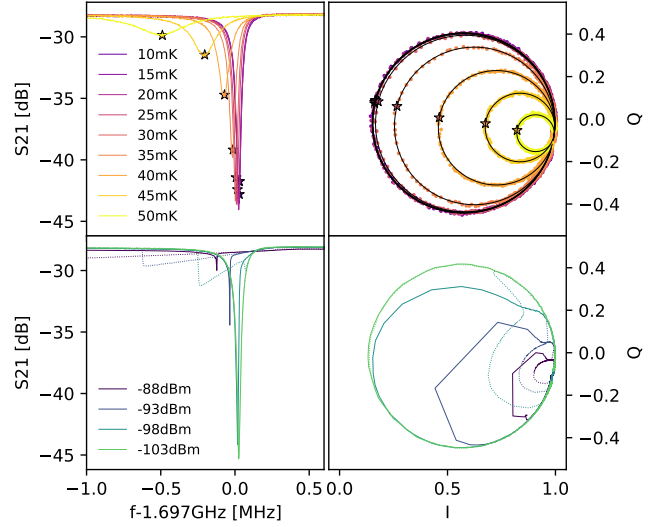 −30
−35
−40
−45
S21 [dB]
10mK
15mK
20mK
25mK
30mK
35mK
40mK
45mK
50mK
0.4
0.2
0.0
−0.2
−0.4
Q
−30
−35
−40
−45
S21 [dB]
-88dBm
-93dBm
-98dBm
-103dBm
−1.0
−0.5
0.0
0.5
f-1.697GHz [MHz]
0.4
0.2
0.0
−0.2
−0.4
Q
0.0
0.5
1.0
I